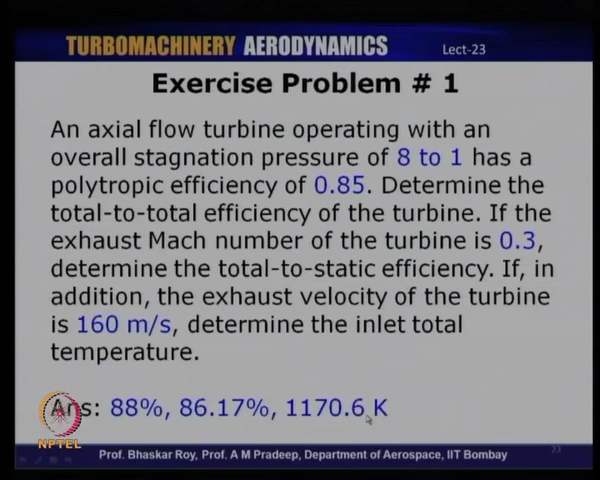 TURBOMACHINERY AERODYNAMICS Lect-23
Exercise Problem # 1
An axial flow turbine operating with an
overall stagnation pressure of 8 to 1 has a
polytropic efficiency of 0.85. Determine the
total-to-total efficiency of the turbine. If the
exhaust Mach number of the turbine is 0.3,
determine the total-to-static efficiency. If, in
addition, the exhaust velocity of the turbine
is 160 m/s, determine the inlet total
temperature.
Ans: 88%, 86.17%, 1170.6 K
NPTEL
Prof. Bhaskar Roy, Prof. A M Pradeep, Department of Aerospace, IIT Bombay
23